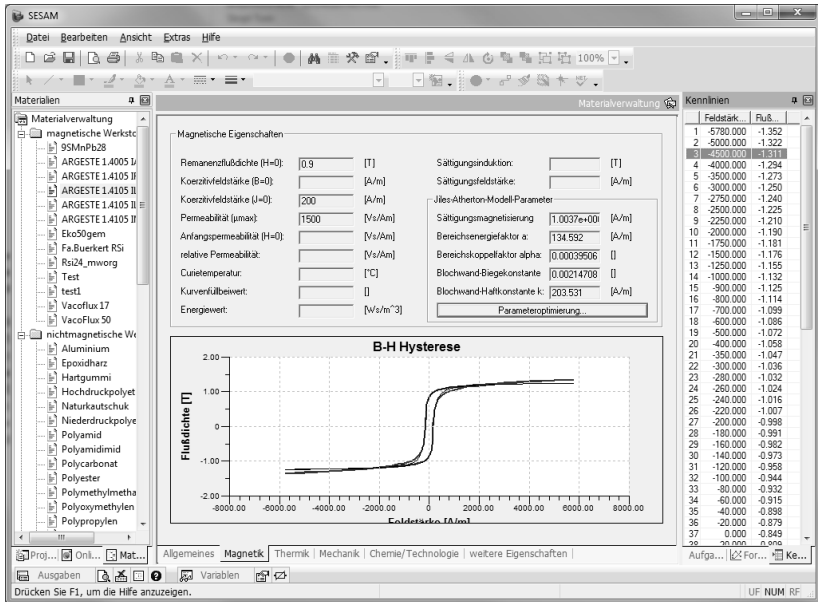 SESAM
Datei Bearbeiten Ansicht Extras Hilfe
100%
Materialien
Materialverwaltung
magnetische Werkstc
9SMnPb28
ARGESTE 1.4005 I
ARGESTE 1.4105 I
ARGESTE 1.4105 IL
ARGESTE 1.4105 IL
ARGESTE 1.4105 I
Eko50gem
Fa.Buerkert RSi
Rsi24_mworg
Test
test1
Vacoflux 17
VacoFlux 50
nichtmagnetische We
Aluminium
Epoxidharz
Hartgummi
Hochdruckpolyet
Naturkautschuk
Niederdruckpolye
Polyamid
Polyamidimid
Polycarbonat
Polyester
Polymethylmetha
Polyoxymethylen
Polypropylen
Proj... Onli... Mat...
Materialverwaltung
Magnetische Eigenschaften
Remanenzflußdichte (H=0): 0.9 [T]
Koerzitivfeldstärke (B=0): [A/m]
Koerzitivfeldstärke (J=0): 200 [A/m]
Permeabilität (µmax): 1500 [Vs/Am]
Anfangspermeabilität (H=0): [Vs/Am]
relative Permeabilität: [Vs/Am]
Curietemperatur: [°C]
Kurvenfüllbeiwert: []
Energiewert: [Ws/m^3]
Sättigungsinduktion: [T]
Sättigungsfeldstärke: [A/m]
Jiles-Atherton-Modell-Parameter
Sättigungsmagnetisierung 1.0037e+00 [A/m]
Bereichsenergiefaktor a: 134.592 [A/m]
Bereichskoppelfaktor alpha: 0.00039506 []
Blochwand-Biegekonstante 0.00214708 []
Blochwand-Haftkonstante k: 203.531 [A/m]
Parameteroptimierung...
B-H Hysterese
Flußdichte [T]
2.00
1.00
0
-1.00
-2.00
-8000.00 -6000.00 -4000.00 -2000.00 0 2000.00 4000.00 6000.00 8000.00
Feldstärke [A/m]
Allgemeines Magnetik Thermik Mechanik Chemie/Technologie weitere Eigenschaften
Kennlinien
Feldstärk... Fluß...
1 -5780.000 -1.352
2 -5000.000 -1.322
3 -4500.000 -1.311
4 -4000.000 -1.294
5 -3500.000 -1.273
6 -3000.000 -1.250
7 -2750.000 -1.240
8 -2500.000 -1.225
9 -2250.000 -1.210
10 -2000.000 -1.190
11 -1750.000 -1.181
12 -1500.000 -1.176
13 -1250.000 -1.155
14 -1000.000 -1.132
15 -900.000 -1.125
16 -800.000 -1.114
17 -700.000 -1.099
18 -600.000 -1.086
19 -500.000 -1.072
20 -400.000 -1.058
21 -350.000 -1.047
22 -300.000 -1.036
23 -280.000 -1.032
24 -260.000 -1.024
25 -240.000 -1.016
26 -220.000 -1.007
27 -200.000 -0.998
28 -180.000 -0.991
29 -160.000 -0.982
30 -140.000 -0.973
31 -120.000 -0.958
32 -100.000 -0.944
33 -80.000 -0.932
34 -60.000 -0.915
35 -40.000 -0.898
36 -20.000 -0.879
37 0.000 -0.849
38 20.000 -0.809
Aufga... For... Ke...
Ausgaben Variablen
Drücken Sie F1, um die Hilfe anzuzeigen.
UF NUM RF